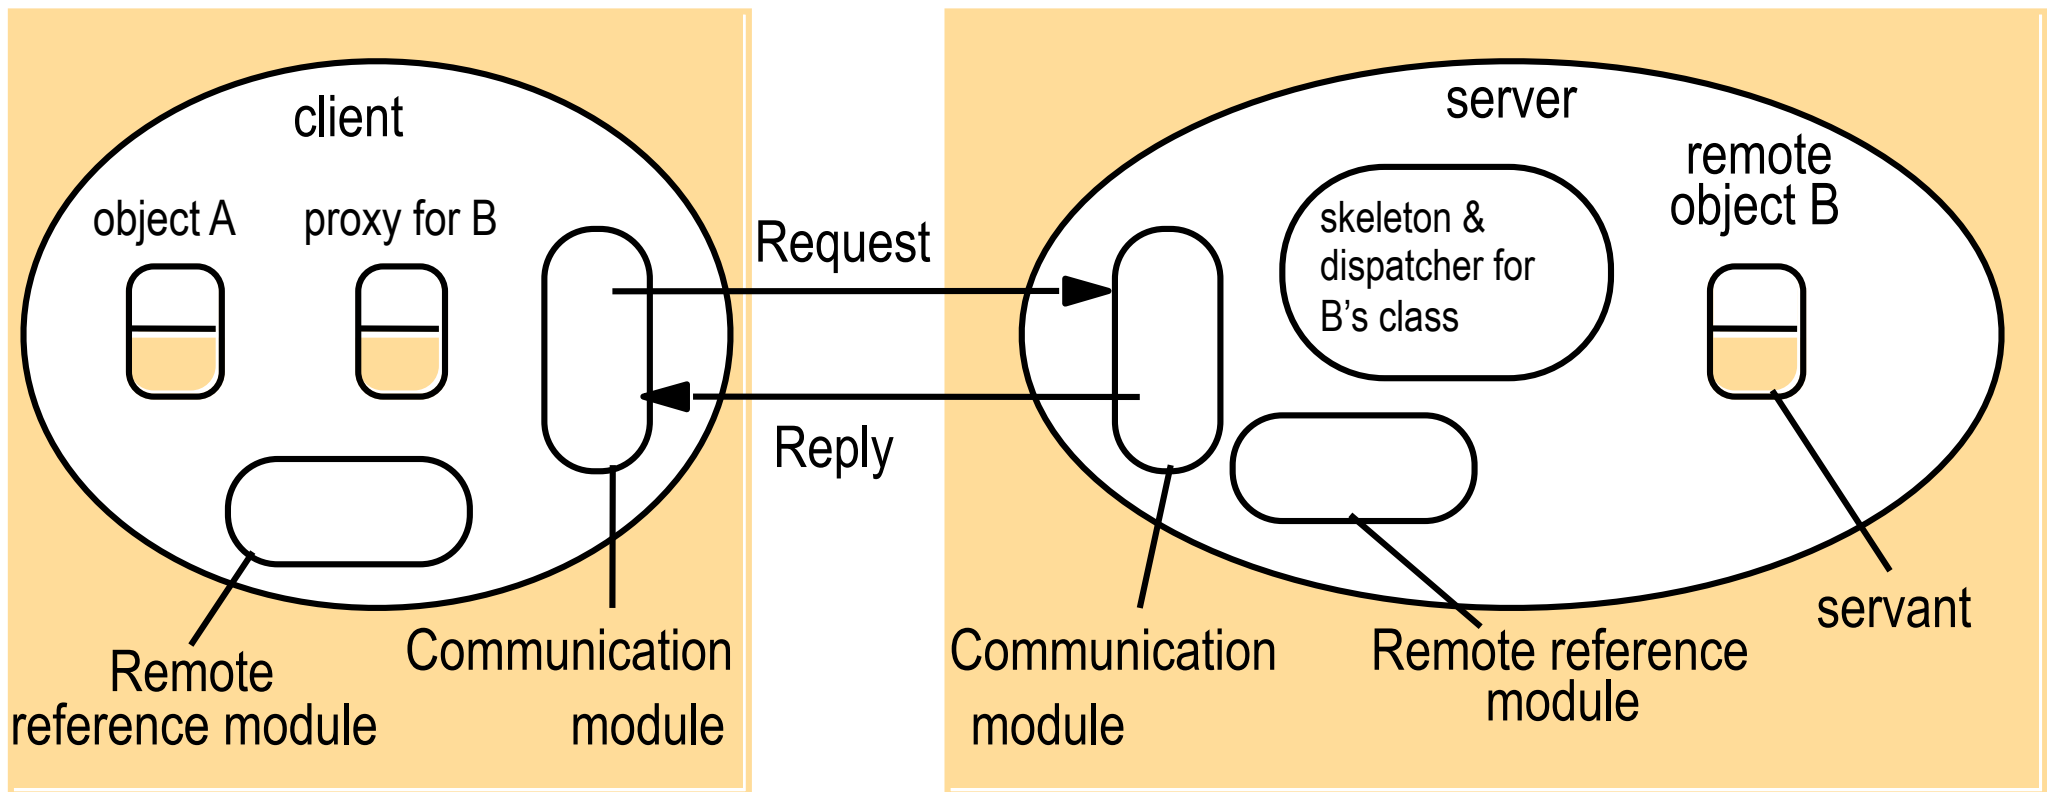 client
object A
proxy for B
Remote
reference module
Communication
module
Request
Reply
server
skeleton &
dispatcher for
B’s class
remote
object B
Communication
module
Remote reference
module
servant